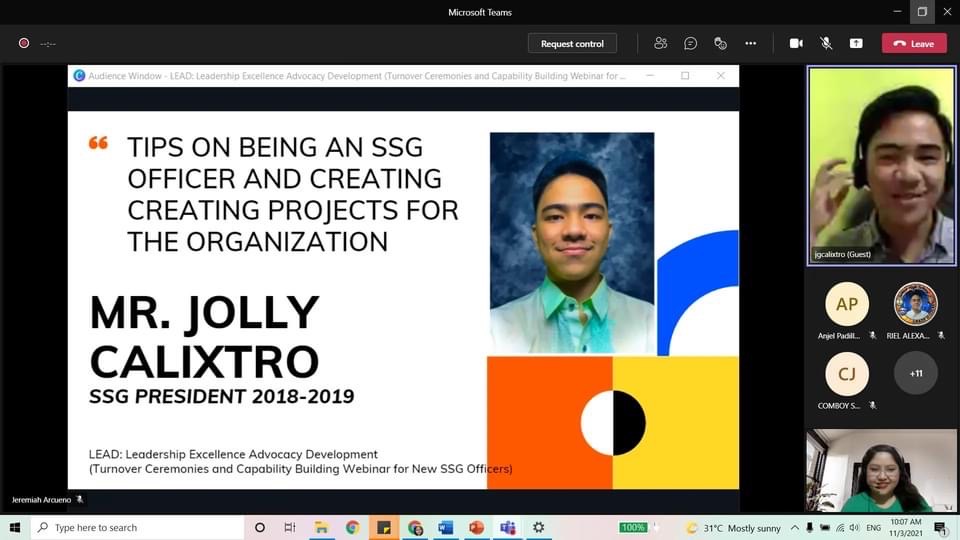 Microsoft Teams
--:--
Request control
Leave
Audience Window - LEAD: Leadership Excellence Advocacy Development (Turnover Ceremonies and Capability Building Webinar for ...
“ TIPS ON BEING AN SSG
OFFICER AND CREATING
CREATING PROJECTS FOR
THE ORGANIZATION
MR. JOLLY
CALIXTRO
SSG PRESIDENT 2018-2019
LEAD: Leadership Excellence Advocacy Development
(Turnover Ceremonies and Capability Building Webinar for New SSG Officers)
Jeremiah Arcueno
jgcalixtro (Guest)
AP
Anjel Padill...
RIEL ALEXA...
CJ
+11
COMBOY S...
Type here to search
100%
31°C Mostly sunny
ENG
10:07 AM
11/3/2021
1